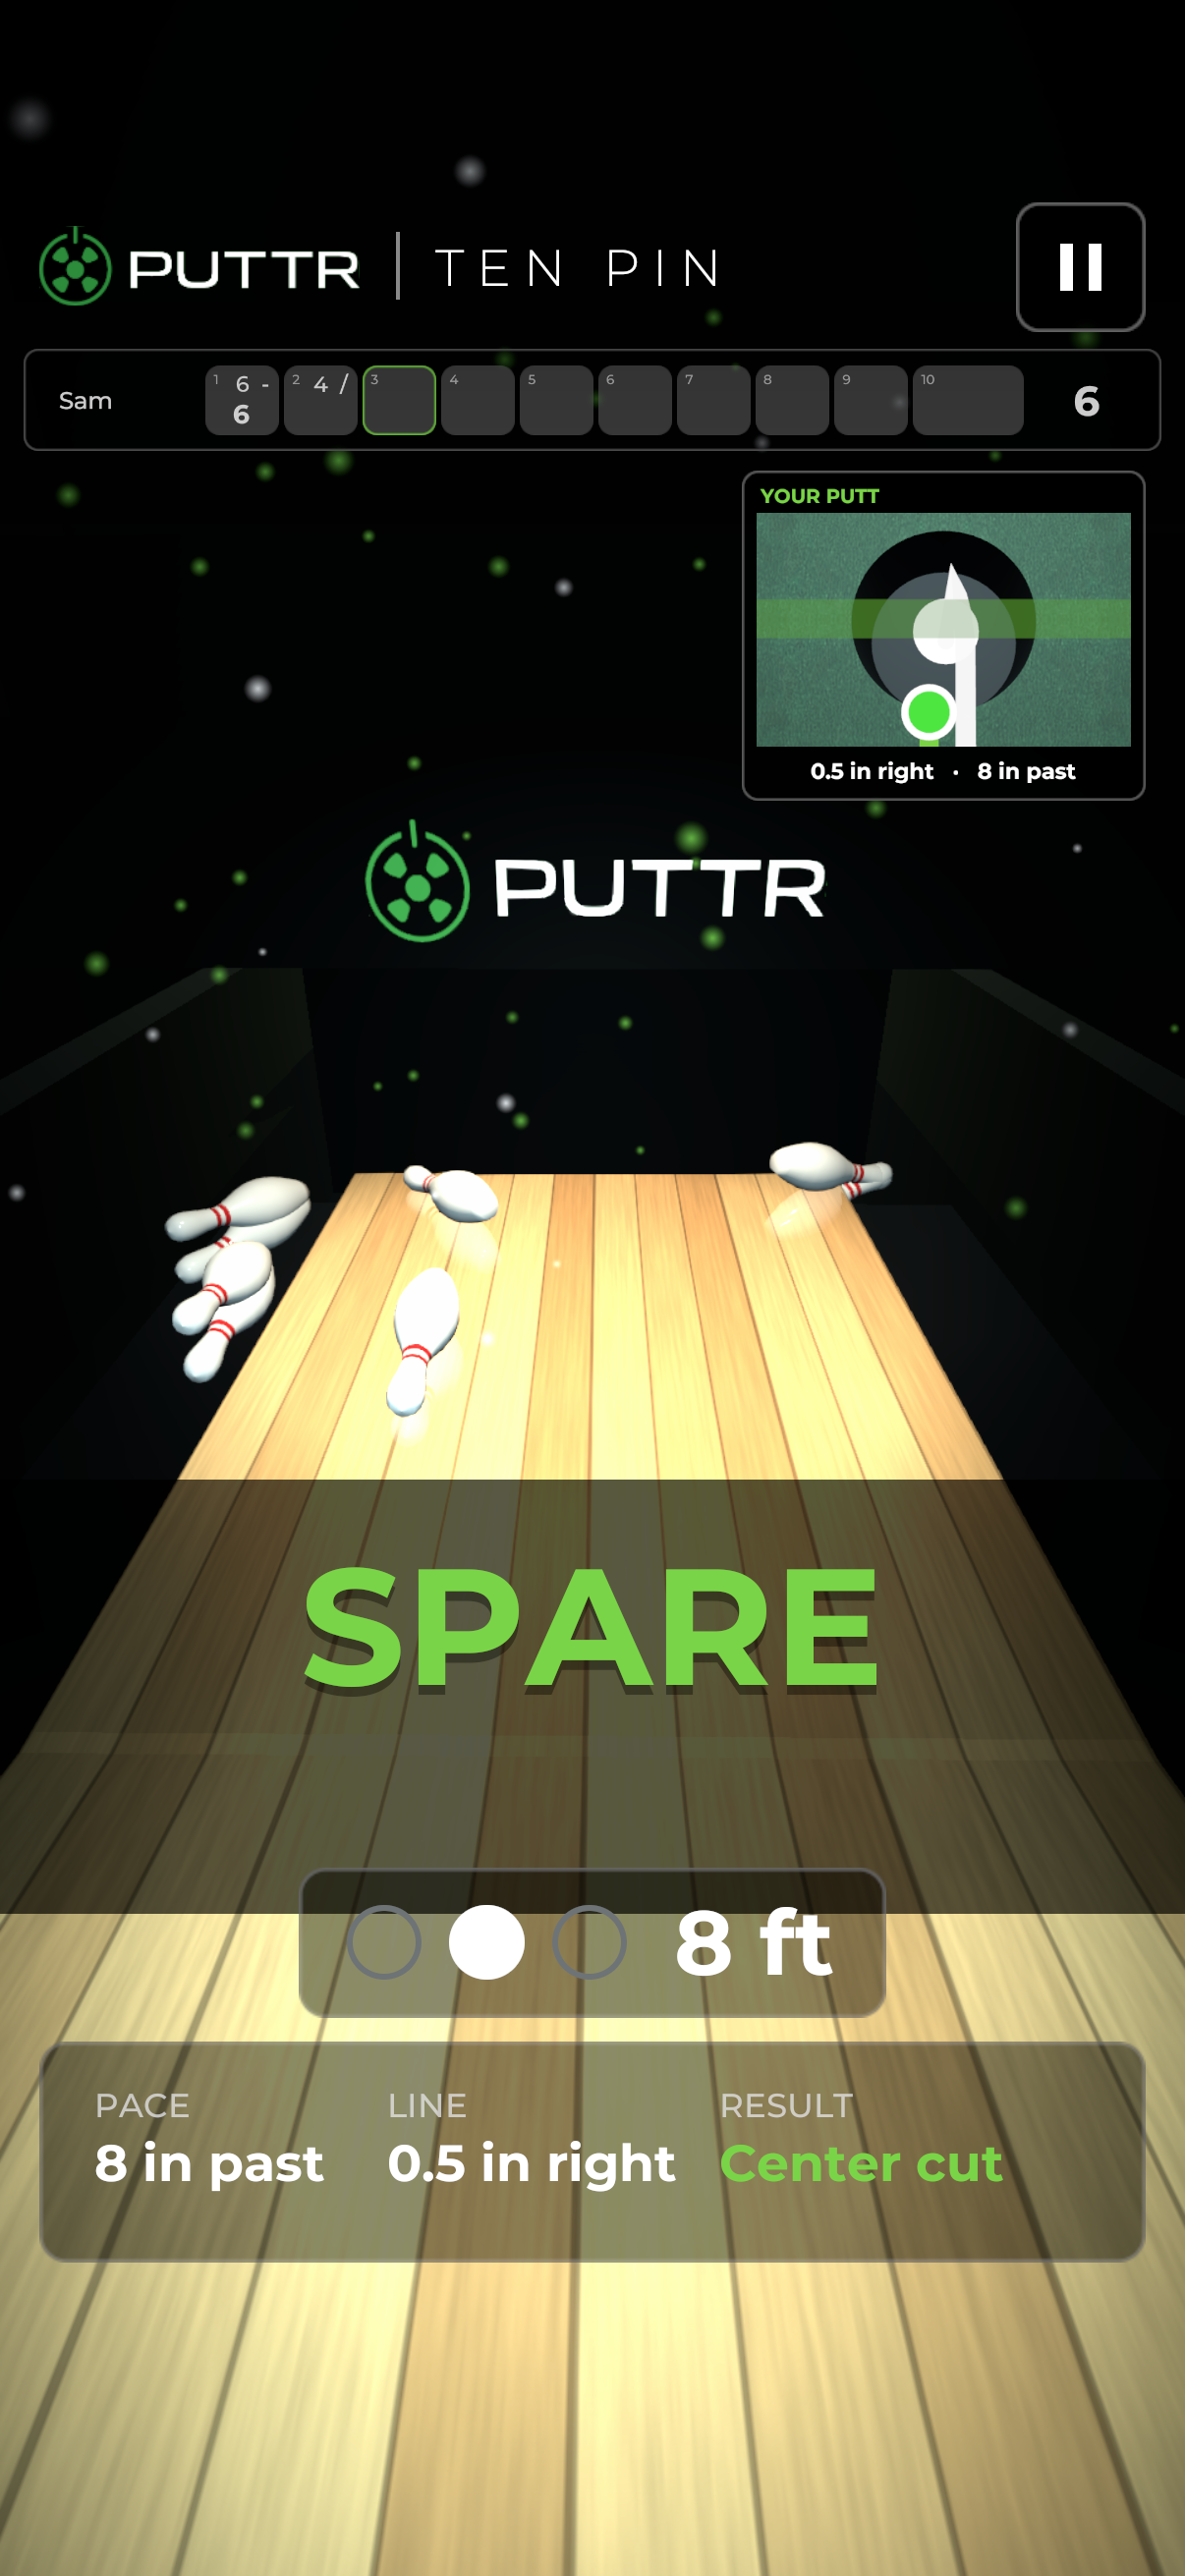 PUTTR | TEN PIN
Sam
1 6 -
6
2 4 /
3
4
5
6
7
8
9
10
6
YOUR PUTT
0.5 in right · 8 in past
PUTTR
SPARE
8 ft
PACE LINE RESULT
8 in past 0.5 in right Center cut